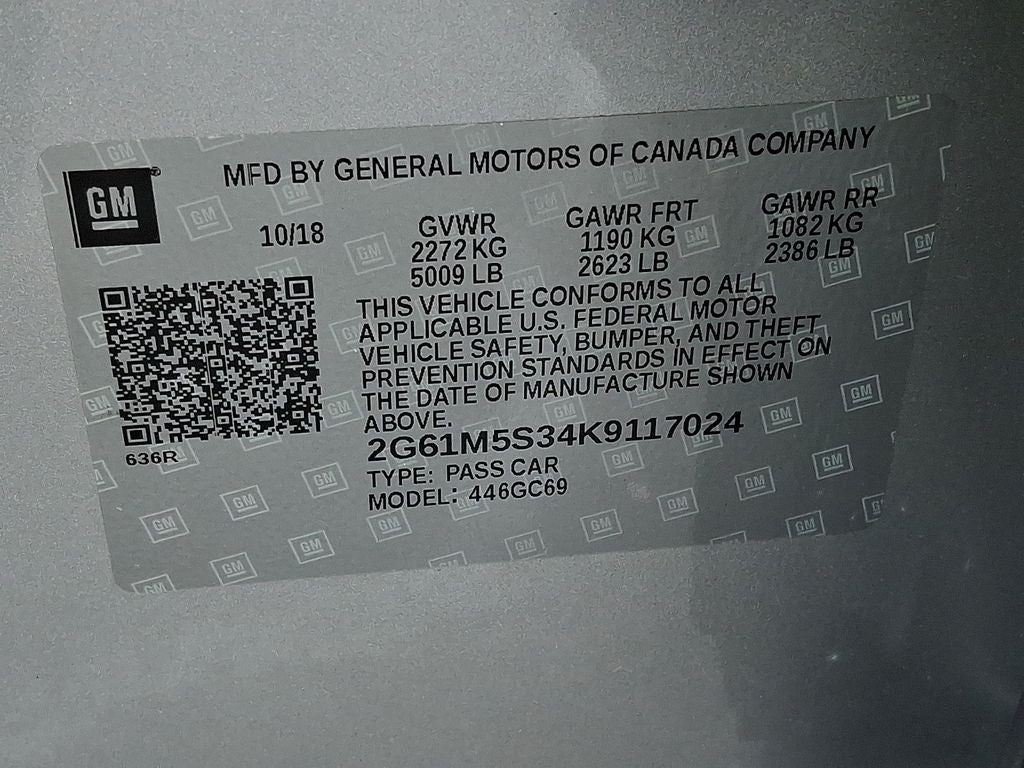 GM
MFD BY GENERAL MOTORS OF CANADA COMPANY
10/18
GVWR
2272 KG
5009 LB
GAWR FRT
1190 KG
2623 LB
GAWR RR
1082 KG
2386 LB
THIS VEHICLE CONFORMS TO ALL
APPLICABLE U.S. FEDERAL MOTOR
VEHICLE SAFETY, BUMPER, AND THEFT
PREVENTION STANDARDS IN EFFECT ON
THE DATE OF MANUFACTURE SHOWN
ABOVE.
2G61M5S34K9117024
636R
TYPE: PASS CAR
MODEL: 446GC69